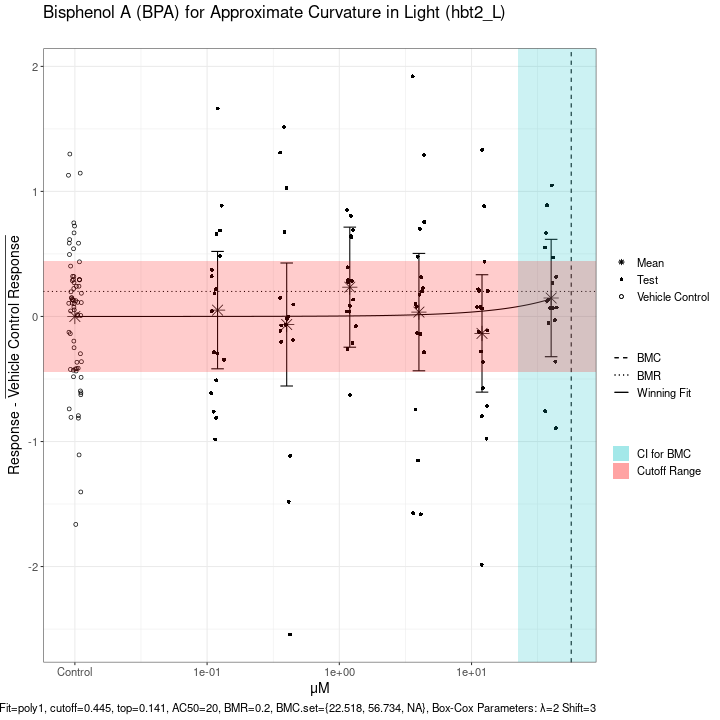 Bisphenol A (BPA) for Approximate Curvature in Light (hbt2_L)
Response - Vehicle Control Response
2
1
0
-1
-2
Control
1e-01
1e+00
1e+01
μM
Mean
Test
Vehicle Control
BMC
BMR
Winning Fit
CI for BMC
Cutoff Range
Fit=poly1, cutoff=0.445, top=0.141, AC50=20, BMR=0.2, BMC.set={22.518, 56.734, NA}, Box-Cox Parameters: λ=2 Shift=3